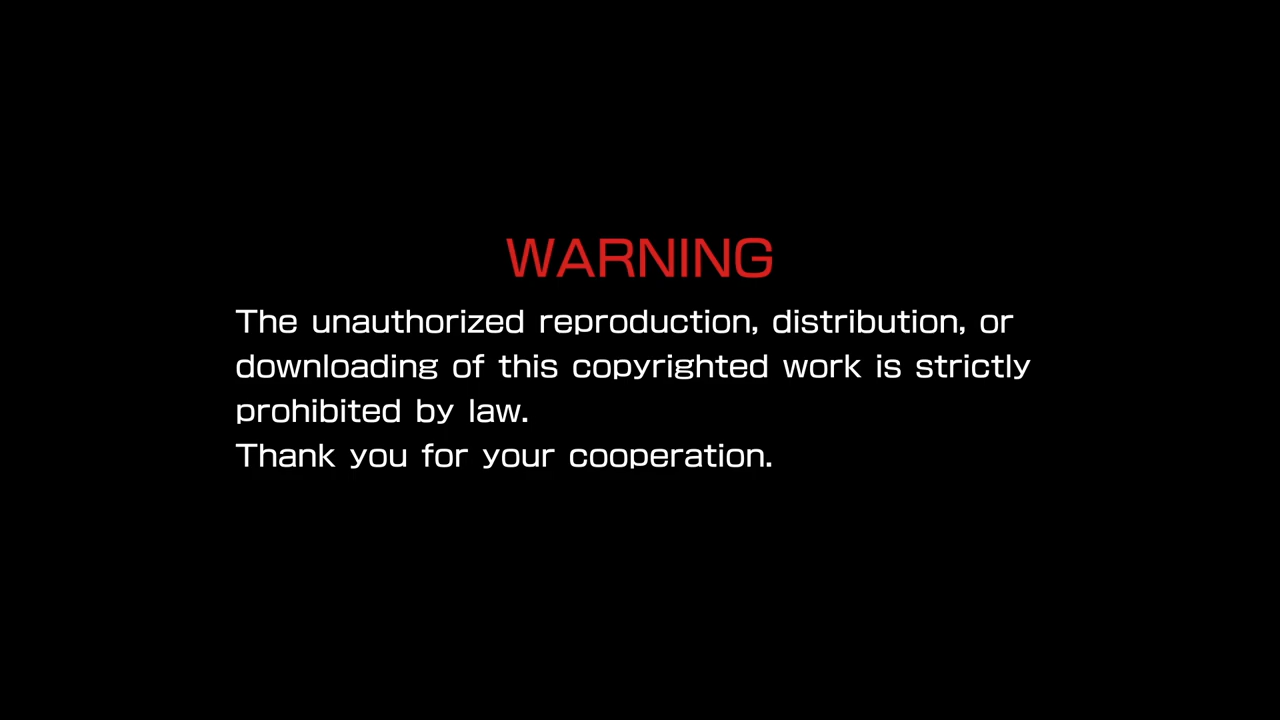 WARNING
The unauthorized reproduction, distribution, or
downloading of this copyrighted work is strictly
prohibited by law.
Thank you for your cooperation.